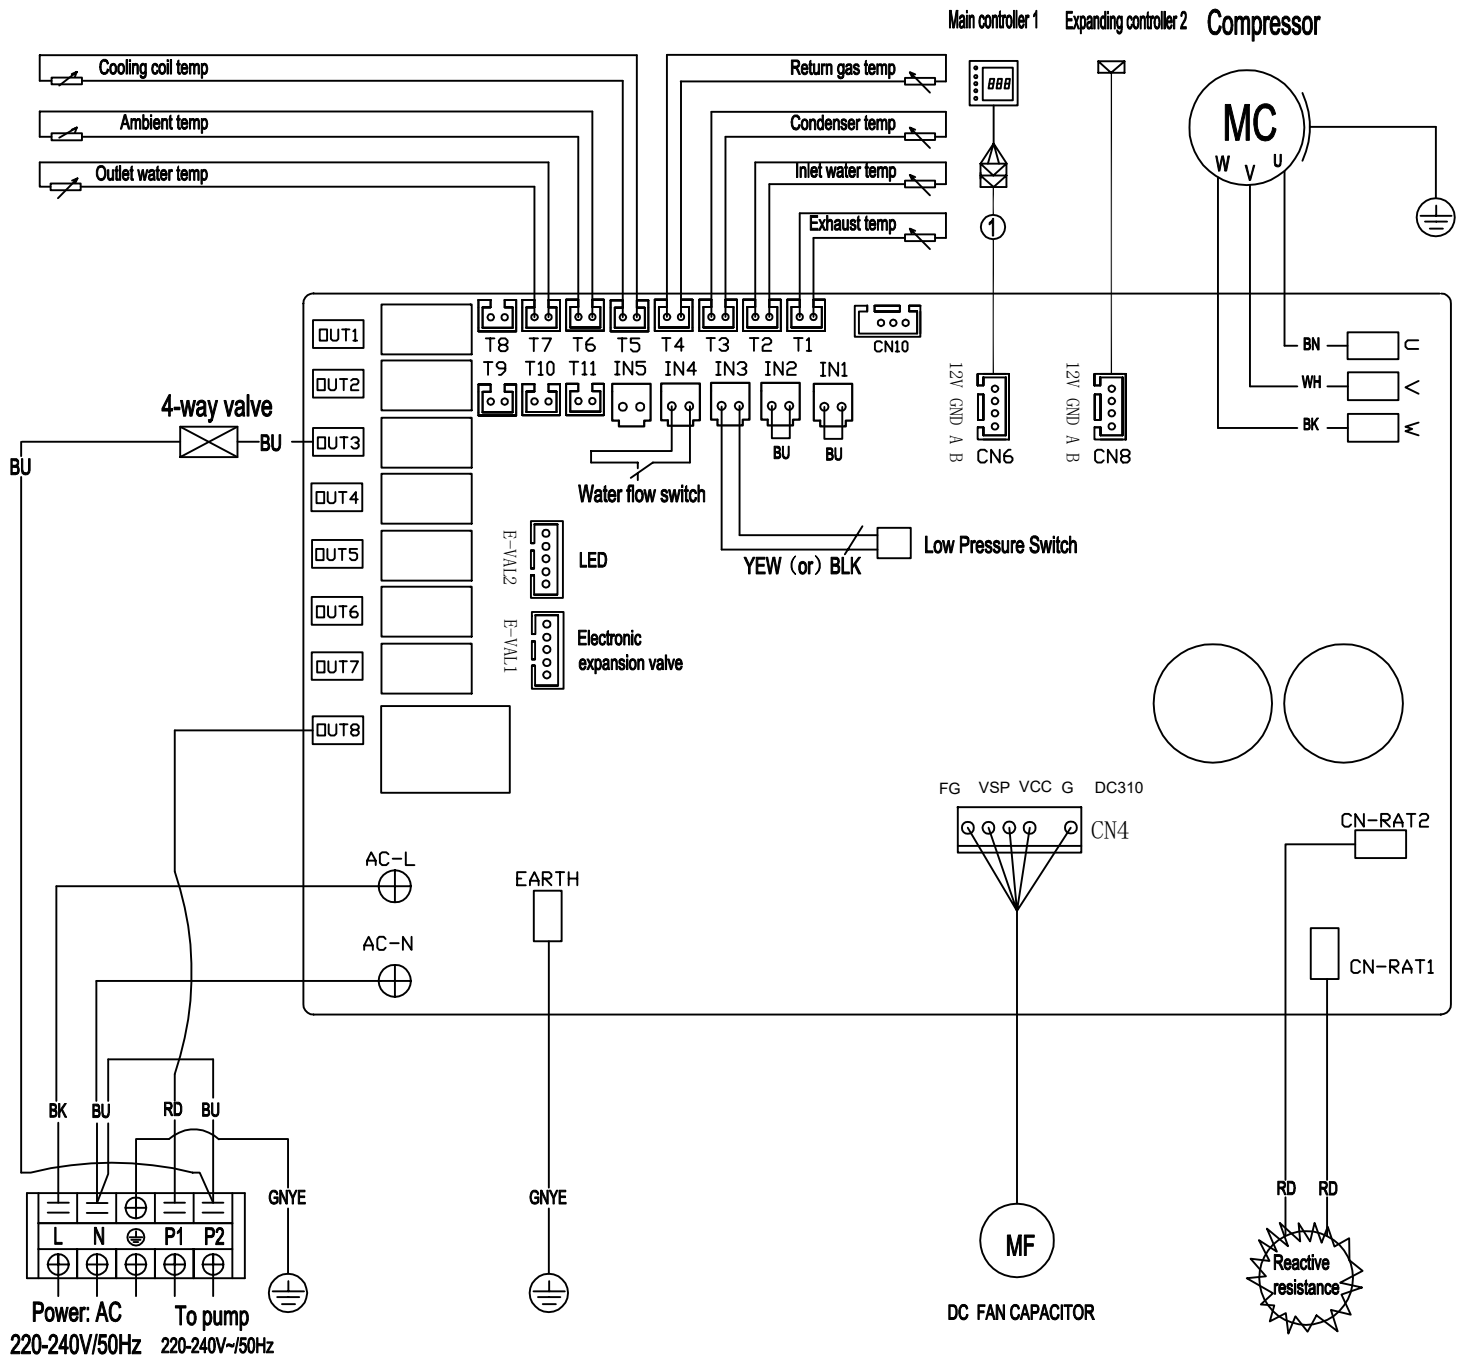 Main controller 1 Expanding controller 2 Compressor
Cooling coil temp
Return gas temp
888
Ambient temp
Condenser temp
MC
W V U
Outlet water temp
Inlet water temp
Exhaust temp
1
OUT1
OUT2
OUT3
OUT4
OUT5
OUT6
OUT7
OUT8
T8 T7 T6 T5 T4 T3 T2 T1
CN10
T9 T10 T11 IN5 IN4 IN3 IN2 IN1
12V GND A B
CN6
12V GND A B
CN8
BN U
WH V
BK W
4-way valve
BU
BU
BU
BU
Water flow switch
Low Pressure Switch
YEW (or) BLK
E-VAL2
LED
E-VAL1
Electronic
expansion valve
FG VSP VCC G DC310
CN4
CN-RAT2
CN-RAT1
AC-L
AC-N
EARTH
BK BU RD BU
GNYE
GNYE
RD RD
L N P1 P2
MF
Reactive
resistance
DC FAN CAPACITOR
Power: AC
220-240V/50Hz
To pump
220-240V~/50Hz